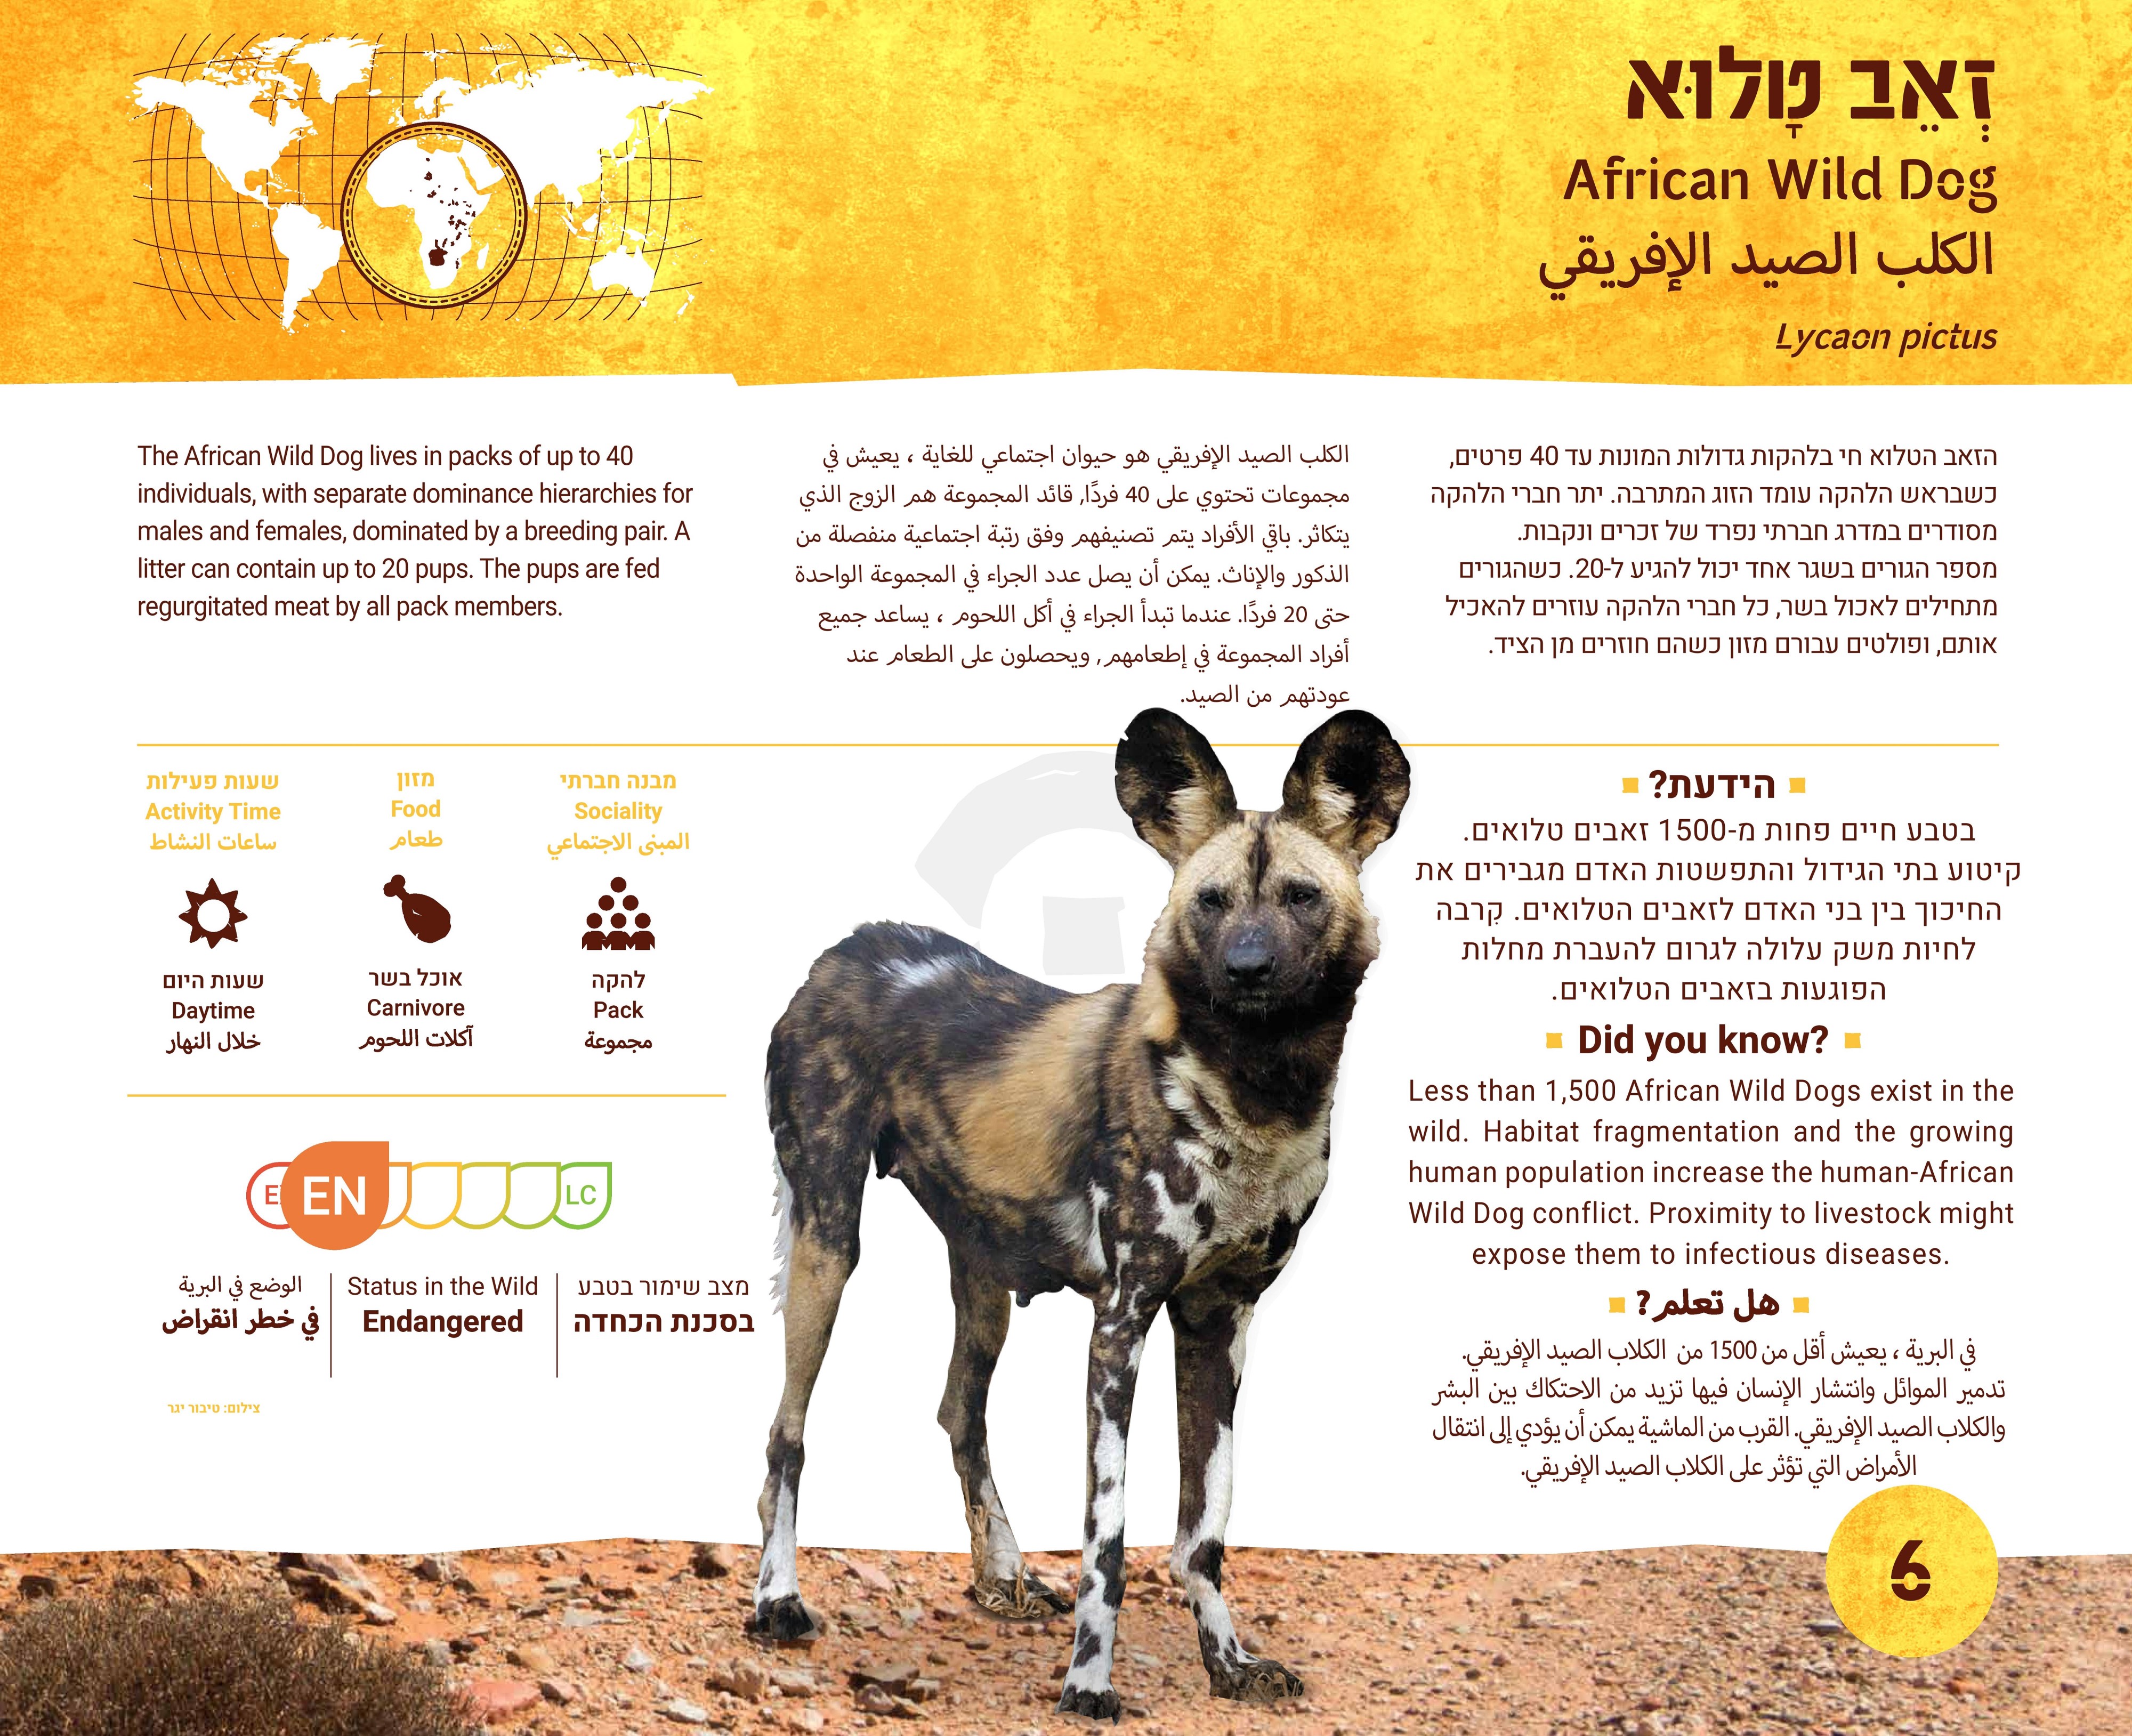 זְאֵב טָלוּא
African Wild Dog
الكلب الصيد الإفريقي
Lycaon pictus
הזאב הטלוא חי בלהקות גדולות המונות עד 40 פרטים,
כשבראש הלהקה עומד הזוג המתרבה. יתר חברי הלהקה
מסודרים במדרג חברתי נפרד של זכרים ונקבות.
מספר הגורים בשגר אחד יכול להגיע ל-20. כשהגורים
מתחילים לאכול בשר, כל חברי הלהקה עוזרים להאכיל
אותם, ופולטים עבורם מזון כשהם חוזרים מן הציד.
الكلب الصيد الإفريقي هو حيوان اجتماعي للغاية ، يعيش في
مجموعات تحتوي على 40 فردًا, قائد المجموعة هم الزوج الذي
يتكاثر. باقي الأفراد يتم تصنيفهم وفق رتبة اجتماعية منفصلة من
الذكور والإناث. يمكن أن يصل عدد الجراء في المجموعة الواحدة
حتى 20 فردًا. عندما تبدأ الجراء في أكل اللحوم ، يساعد جميع
أفراد المجموعة في إطعامهم, ويحصلون على الطعام عند
عودتهم من الصيد.
The African Wild Dog lives in packs of up to 40
individuals, with separate dominance hierarchies for
males and females, dominated by a breeding pair. A
litter can contain up to 20 pups. The pups are fed
regurgitated meat by all pack members.
שעות פעילות
Activity Time
ساعات النشاط
שעות היום
Daytime
خلال النهار
מזון
Food
طعام
אוכל בשר
Carnivore
آكلات اللحوم
מבנה חברתי
Sociality
المبنى الاجتماعي
להקה
Pack
مجموعة
E EN LC
الوضع في البرية
في خطر انقراض
Status in the Wild
Endangered
מצב שימור בטבע
בסכנת הכחדה
צילום: טיבור יגר
הידעת?
בטבע חיים פחות מ-1500 זאבים טלואים.
קיטוע בתי הגידול והתפשטות האדם מגבירים את
החיכוך בין בני האדם לזאבים הטלואים. קִרבה
לחיות משק עלולה לגרום להעברת מחלות
הפוגעות בזאבים הטלואים.
Did you know?
Less than 1,500 African Wild Dogs exist in the
wild. Habitat fragmentation and the growing
human population increase the human-African
Wild Dog conflict. Proximity to livestock might
expose them to infectious diseases.
هل تعلم?
في البرية ، يعيش أقل من 1500 من الكلاب الصيد الإفريقي.
تدمير الموائل وانتشار الإنسان فيها تزيد من الاحتكاك بين البشر
والكلاب الصيد الإفريقي. القرب من الماشية يمكن أن يؤدي إلى انتقال
الأمراض التي تؤثر على الكلاب الصيد الإفريقي.
6